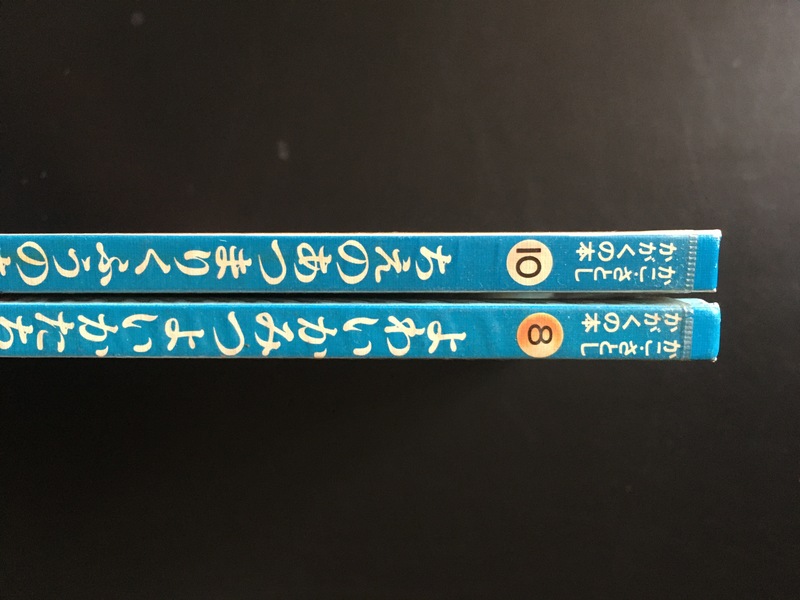 かこ・さとし
かがくの本
10
ちえのあつまりくふうの
かこ・さとし
かがくの本
8
よわいかみつよいかたち